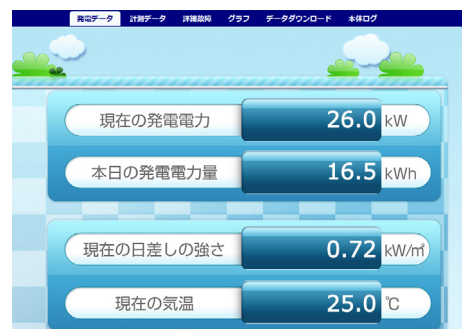 発電データ 計測データ 詳細故障 グラフ データダウンロード 本体ログ
現在の発電電力 26.0 kW
本日の発電電力量 16.5 kWh
現在の日差しの強さ 0.72 kW/㎡
現在の気温 25.0 ℃